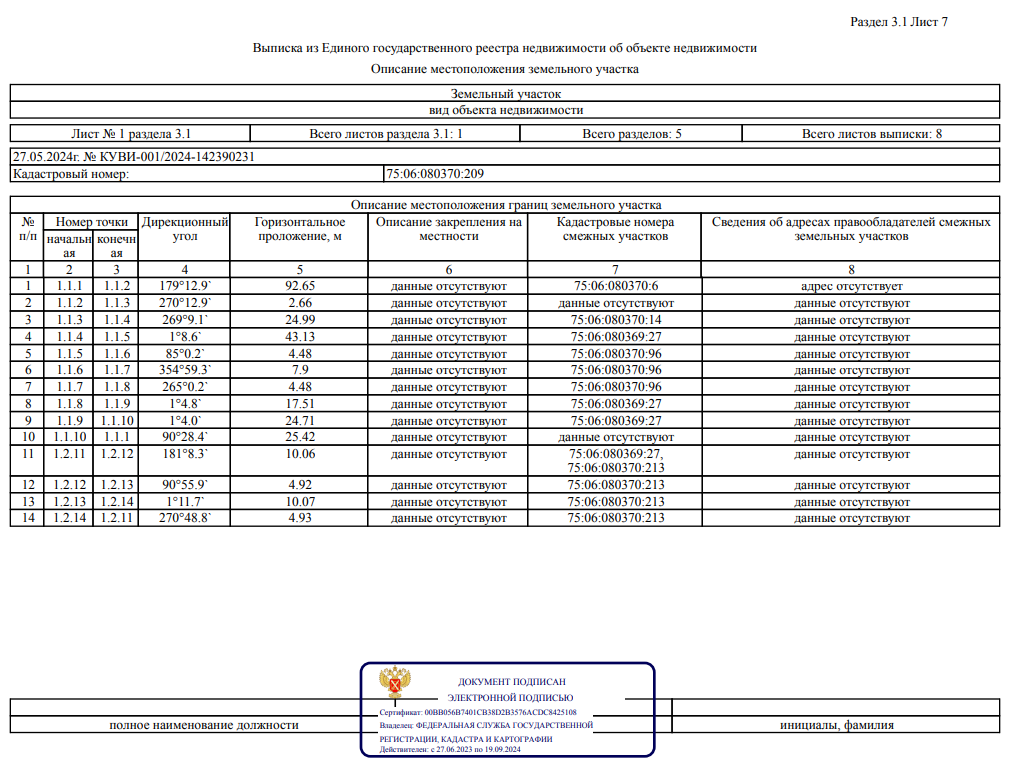 Раздел 3.1 Лист 7
Выписка из Единого государственного реестра недвижимости об объекте недвижимости
Описание местоположения земельного участка
Земельный участок
вид объекта недвижимости
Лист № 1 раздела 3.1 Всего листов раздела 3.1: 1 Всего разделов: 5 Всего листов выписки: 8
27.05.2024г. № КУВИ-001/2024-142390231
Кадастровый номер: 75:06:080370:209
Описание местоположения границ земельного участка
№ Номер точки Дирекционный Горизонтальное Описание закрепления на Кадастровые номера Сведения об адресах правообладателей смежных
п/п начальн конечн угол проложение, м местности смежных участков земельных участков
ая ая
1 2 3 4 5 6 7 8
1 1.1.1 1.1.2 179°12.9` 92.65 данные отсутствуют 75:06:080370:6 адрес отсутствует
2 1.1.2 1.1.3 270°12.9` 2.66 данные отсутствуют данные отсутствуют данные отсутствуют
3 1.1.3 1.1.4 269°9.1` 24.99 данные отсутствуют 75:06:080370:14 данные отсутствуют
4 1.1.4 1.1.5 1°8.6` 43.13 данные отсутствуют 75:06:080369:27 данные отсутствуют
5 1.1.5 1.1.6 85°0.2` 4.48 данные отсутствуют 75:06:080370:96 данные отсутствуют
6 1.1.6 1.1.7 354°59.3` 7.9 данные отсутствуют 75:06:080370:96 данные отсутствуют
7 1.1.7 1.1.8 265°0.2` 4.48 данные отсутствуют 75:06:080370:96 данные отсутствуют
8 1.1.8 1.1.9 1°4.8` 17.51 данные отсутствуют 75:06:080369:27 данные отсутствуют
9 1.1.9 1.1.10 1°4.0` 24.71 данные отсутствуют 75:06:080369:27 данные отсутствуют
10 1.1.10 1.1.1 90°28.4` 25.42 данные отсутствуют данные отсутствуют данные отсутствуют
11 1.2.11 1.2.12 181°8.3` 10.06 данные отсутствуют 75:06:080369:27, данные отсутствуют
75:06:080370:213
12 1.2.12 1.2.13 90°55.9` 4.92 данные отсутствуют 75:06:080370:213 данные отсутствуют
13 1.2.13 1.2.14 1°11.7` 10.07 данные отсутствуют 75:06:080370:213 данные отсутствуют
14 1.2.14 1.2.11 270°48.8` 4.93 данные отсутствуют 75:06:080370:213 данные отсутствуют
ДОКУМЕНТ ПОДПИСАН
ЭЛЕКТРОННОЙ ПОДПИСЬЮ
Сертификат: 00BB056B7401CB38D2B3576ACDC8425108
Владелец: ФЕДЕРАЛЬНАЯ СЛУЖБА ГОСУДАРСТВЕННОЙ
РЕГИСТРАЦИИ, КАДАСТРА И КАРТОГРАФИИ
Действителен: с 27.06.2023 по 19.09.2024
полное наименование должности инициалы, фамилия